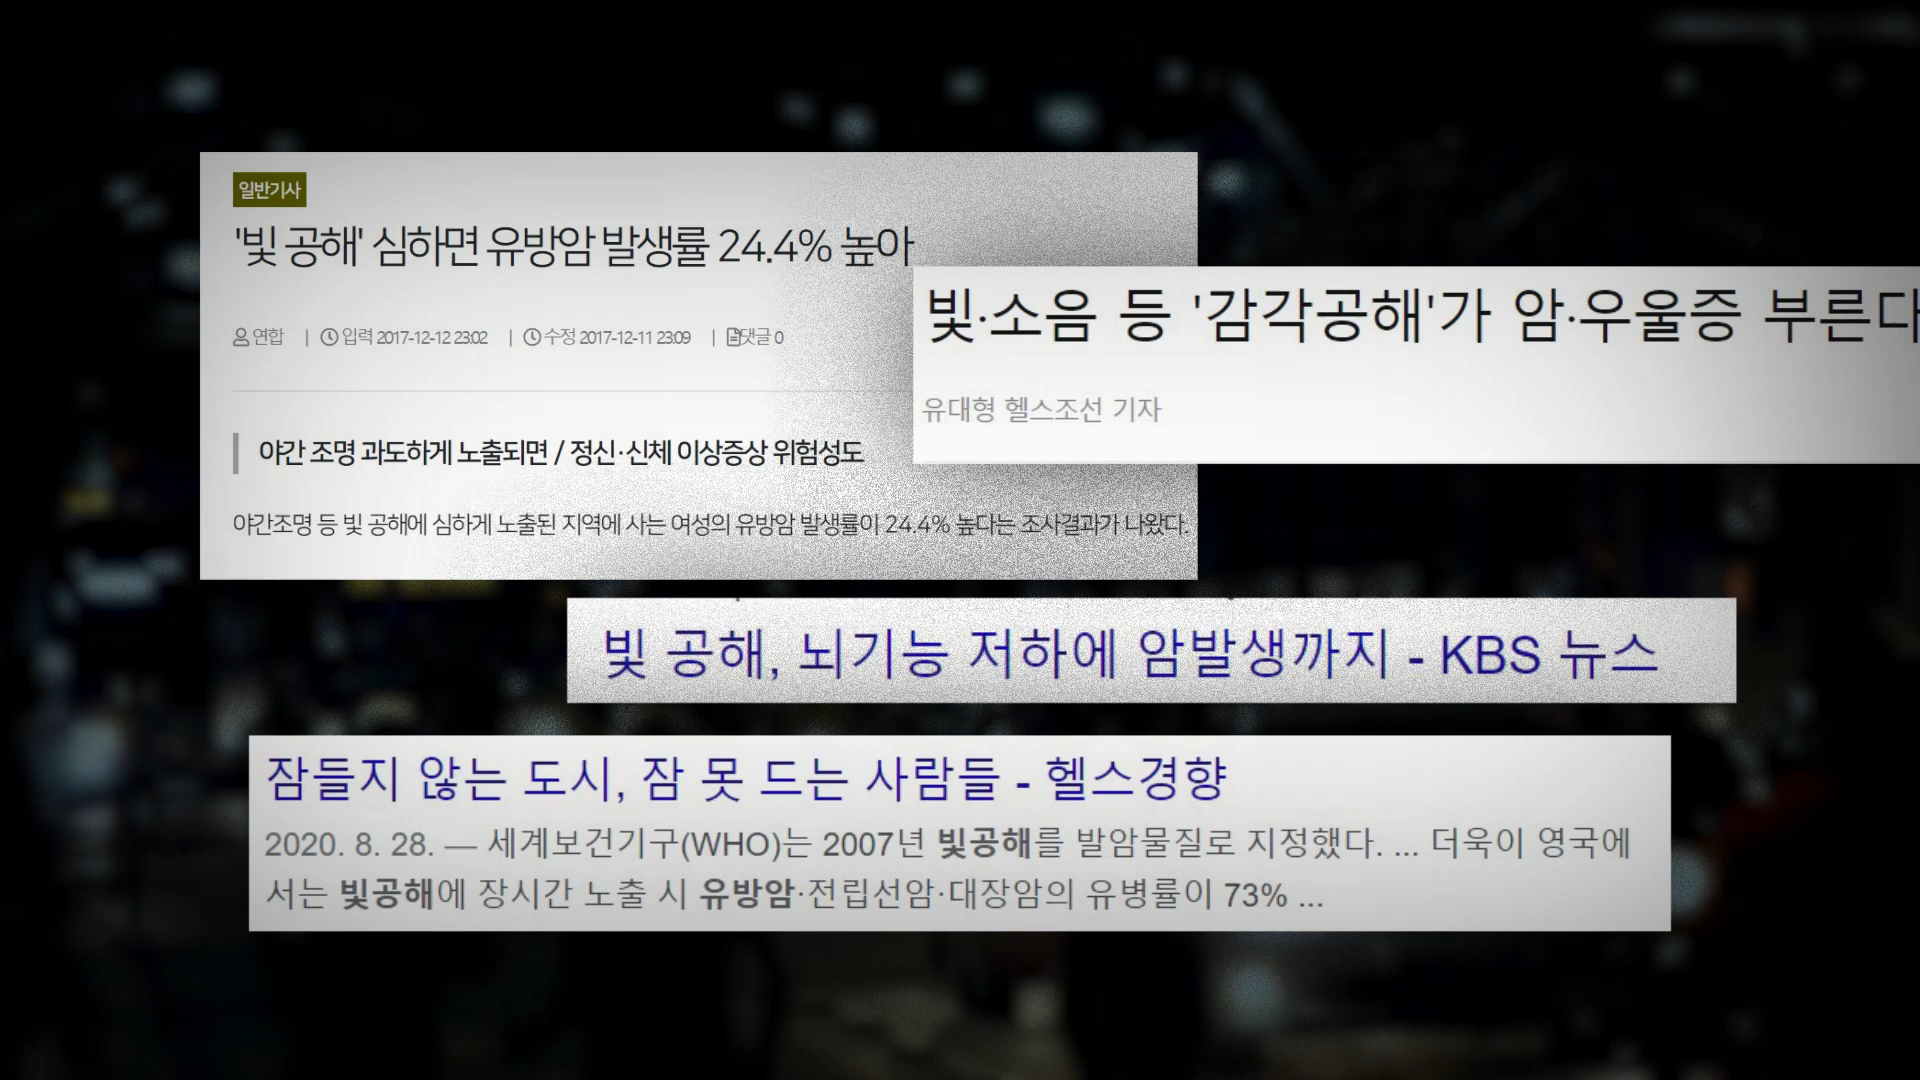 일반기사
'빛 공해' 심하면 유방암 발생률 24.4% 높아
연합 | 입력 2017-12-12 23:02 | 수정 2017-12-11 23:09 | 댓글 0
야간 조명 과도하게 노출되면 / 정신·신체 이상증상 위험성도
야간조명 등 빛 공해에 심하게 노출된 지역에 사는 여성의 유방암 발생률이 24.4% 높다는 조사결과가 나왔다.
빛·소음 등 '감각공해'가 암·우울증 부른다
유대형 헬스조선 기자
빛 공해, 뇌기능 저하에 암발생까지 - KBS 뉴스
잠들지 않는 도시, 잠 못 드는 사람들 - 헬스경향
2020. 8. 28. — 세계보건기구(WHO)는 2007년 빛공해를 발암물질로 지정했다. ... 더욱이 영국에
서는 빛공해에 장시간 노출 시 유방암·전립선암·대장암의 유병률이 73% ...